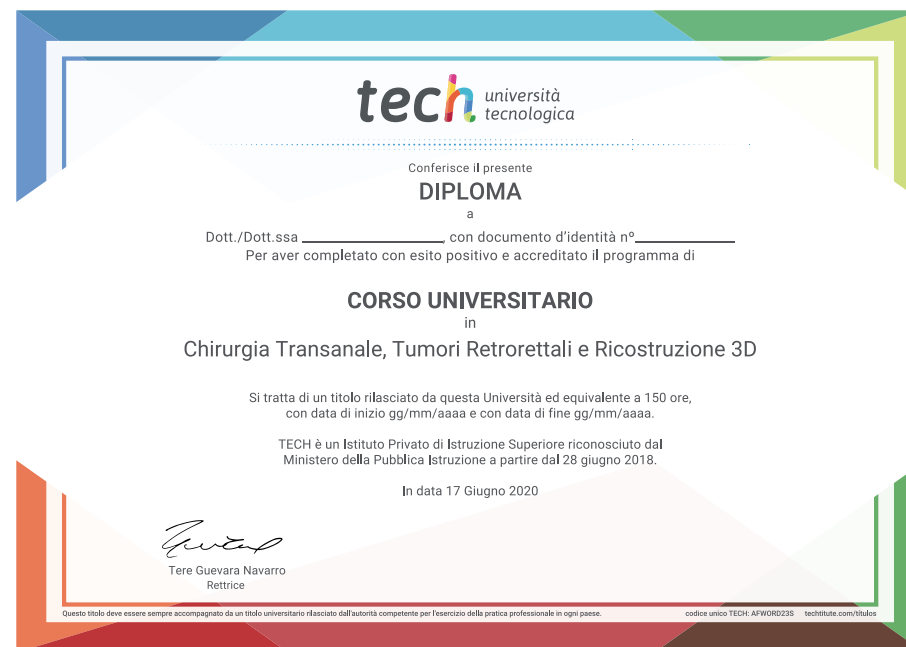 tech università
tecnologica
Conferisce il presente
DIPLOMA
a
Dott./Dott.ssa ____________, con documento d'identità nº____________
Per aver completato con esito positivo e accreditato il programma di
CORSO UNIVERSITARIO
in
Chirurgia Transanale, Tumori Retrorettali e Ricostruzione 3D
Si tratta di un titolo rilasciato da questa Università ed equivalente a 150 ore,
con data di inizio gg/mm/aaaa e con data di fine gg/mm/aaaa.
TECH è un Istituto Privato di Istruzione Superiore riconosciuto dal
Ministero della Pubblica Istruzione a partire dal 28 giugno 2018.
In data 17 Giugno 2020
Tere Guevara Navarro
Rettrice
Questo titolo deve essere sempre accompagnato da un titolo universitario rilasciato dall'autorità competente per l'esercizio della pratica professionale in ogni paese. codice unico TECH: AFWORD23S techtitute.com/titulos